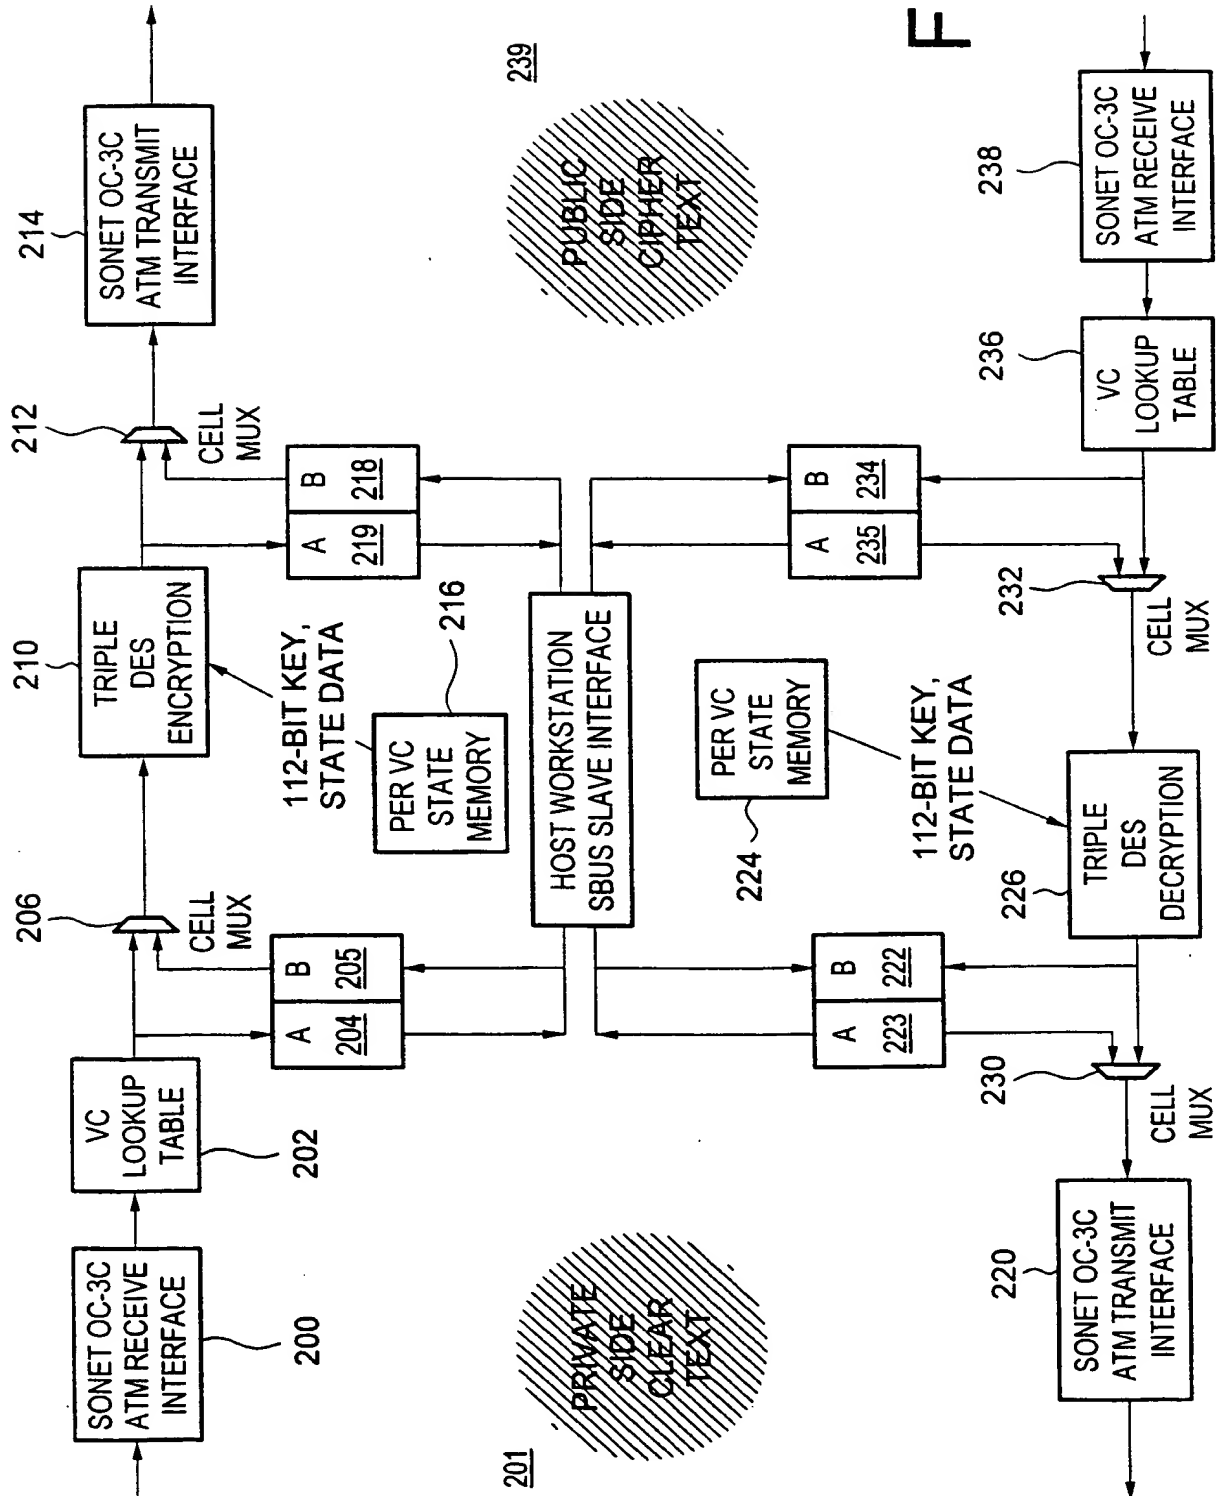 SONET OC-3C
ATM RECEIVE
INTERFACE
200
VC
LOOKUP
TABLE
202
206
CELL
MUX
A
204
B
205
TRIPLE
DES
ENCRYPTION
210
112-BIT KEY,
STATE DATA
PER VC
STATE
MEMORY
216
212
CELL
MUX
A
219
B
218
SONET OC-3C
ATM TRANSMIT
INTERFACE
214
201
PRIVATE
SIDE
CLEAR
TEXT
HOST WORKSTATION
SBUS SLAVE INTERFACE
PUBLIC
SIDE
CIPHER
TEXT
239
SONET OC-3C
ATM TRANSMIT
INTERFACE
220
230
CELL
MUX
A
223
B
222
TRIPLE
DES
DECRYPTION
226
112-BIT KEY,
STATE DATA
PER VC
STATE
MEMORY
224
232
CELL
MUX
A
235
B
234
VC
LOOKUP
TABLE
236
SONET OC-3C
ATM RECEIVE
INTERFACE
238
F